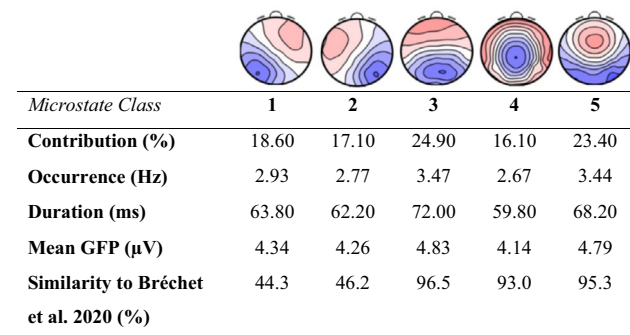 Microstate Class 1 2 3 4 5
Contribution (%) 18.60 17.10 24.90 16.10 23.40
Occurrence (Hz) 2.93 2.77 3.47 2.67 3.44
Duration (ms) 63.80 62.20 72.00 59.80 68.20
Mean GFP (μV) 4.34 4.26 4.83 4.14 4.79
Similarity to Bréchet 44.3 46.2 96.5 93.0 95.3
et al. 2020 (%)